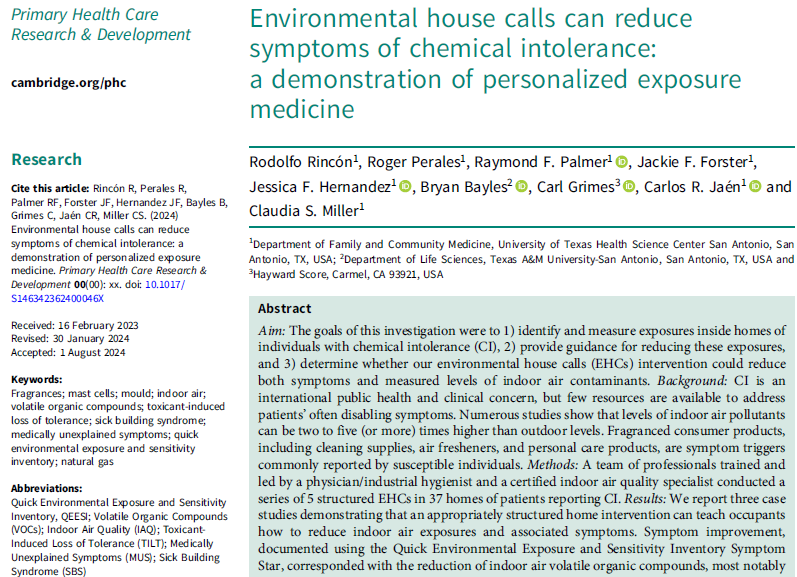 Primary Health Care
Research & Development
cambridge.org/phc
Research
Cite this article: Rincón R, Perales R,
Palmer RF, Forster JF, Hernandez JF, Bayles B,
Grimes C, Jaén CR, Miller CS. (2024)
Environmental house calls can reduce
symptoms of chemical intolerance: a
demonstration of personalized exposure
medicine. Primary Health Care Research &
Development 00(00): xx. doi: 10.1017/
S146342362400046X
Received: 16 February 2023
Revised: 30 January 2024
Accepted: 1 August 2024
Keywords:
Fragrances; mast cells; mould; indoor air;
volatile organic compounds; toxicant-induced
loss of tolerance; sick building syndrome;
medically unexplained symptoms; quick
environmental exposure and sensitivity
inventory; natural gas
Abbreviations:
Quick Environmental Exposure and Sensitivity
Inventory, QEESI; Volatile Organic Compounds
(VOCs); Indoor Air Quality (IAQ); Toxicant-
Induced Loss of Tolerance (TILT); Medically
Unexplained Symptoms (MUS); Sick Building
Syndrome (SBS)
Environmental house calls can reduce
symptoms of chemical intolerance:
a demonstration of personalized exposure
medicine
Rodolfo Rincón1, Roger Perales1, Raymond F. Palmer1 iD, Jackie F. Forster1,
Jessica F. Hernandez1 iD, Bryan Bayles2 iD, Carl Grimes3 iD, Carlos R. Jaén1 iD and
Claudia S. Miller1
1Department of Family and Community Medicine, University of Texas Health Science Center San Antonio, San
Antonio, TX, USA; 2Department of Life Sciences, Texas A&M University-San Antonio, San Antonio, TX, USA and
3Hayward Score, Carmel, CA 93921, USA
Abstract
Aim: The goals of this investigation were to 1) identify and measure exposures inside homes of
individuals with chemical intolerance (CI), 2) provide guidance for reducing these exposures,
and 3) determine whether our environmental house calls (EHCs) intervention could reduce
both symptoms and measured levels of indoor air contaminants. Background: CI is an
international public health and clinical concern, but few resources are available to address
patients' often disabling symptoms. Numerous studies show that levels of indoor air pollutants
can be two to five (or more) times higher than outdoor levels. Fragranced consumer products,
including cleaning supplies, air fresheners, and personal care products, are symptom triggers
commonly reported by susceptible individuals. Methods: A team of professionals trained and
led by a physician/industrial hygienist and a certified indoor air quality specialist conducted a
series of 5 structured EHCs in 37 homes of patients reporting CI. Results: We report three case
studies demonstrating that an appropriately structured home intervention can teach occupants
how to reduce indoor air exposures and associated symptoms. Symptom improvement,
documented using the Quick Environmental Exposure and Sensitivity Inventory Symptom
Star, corresponded with the reduction of indoor air volatile organic compounds, most notably